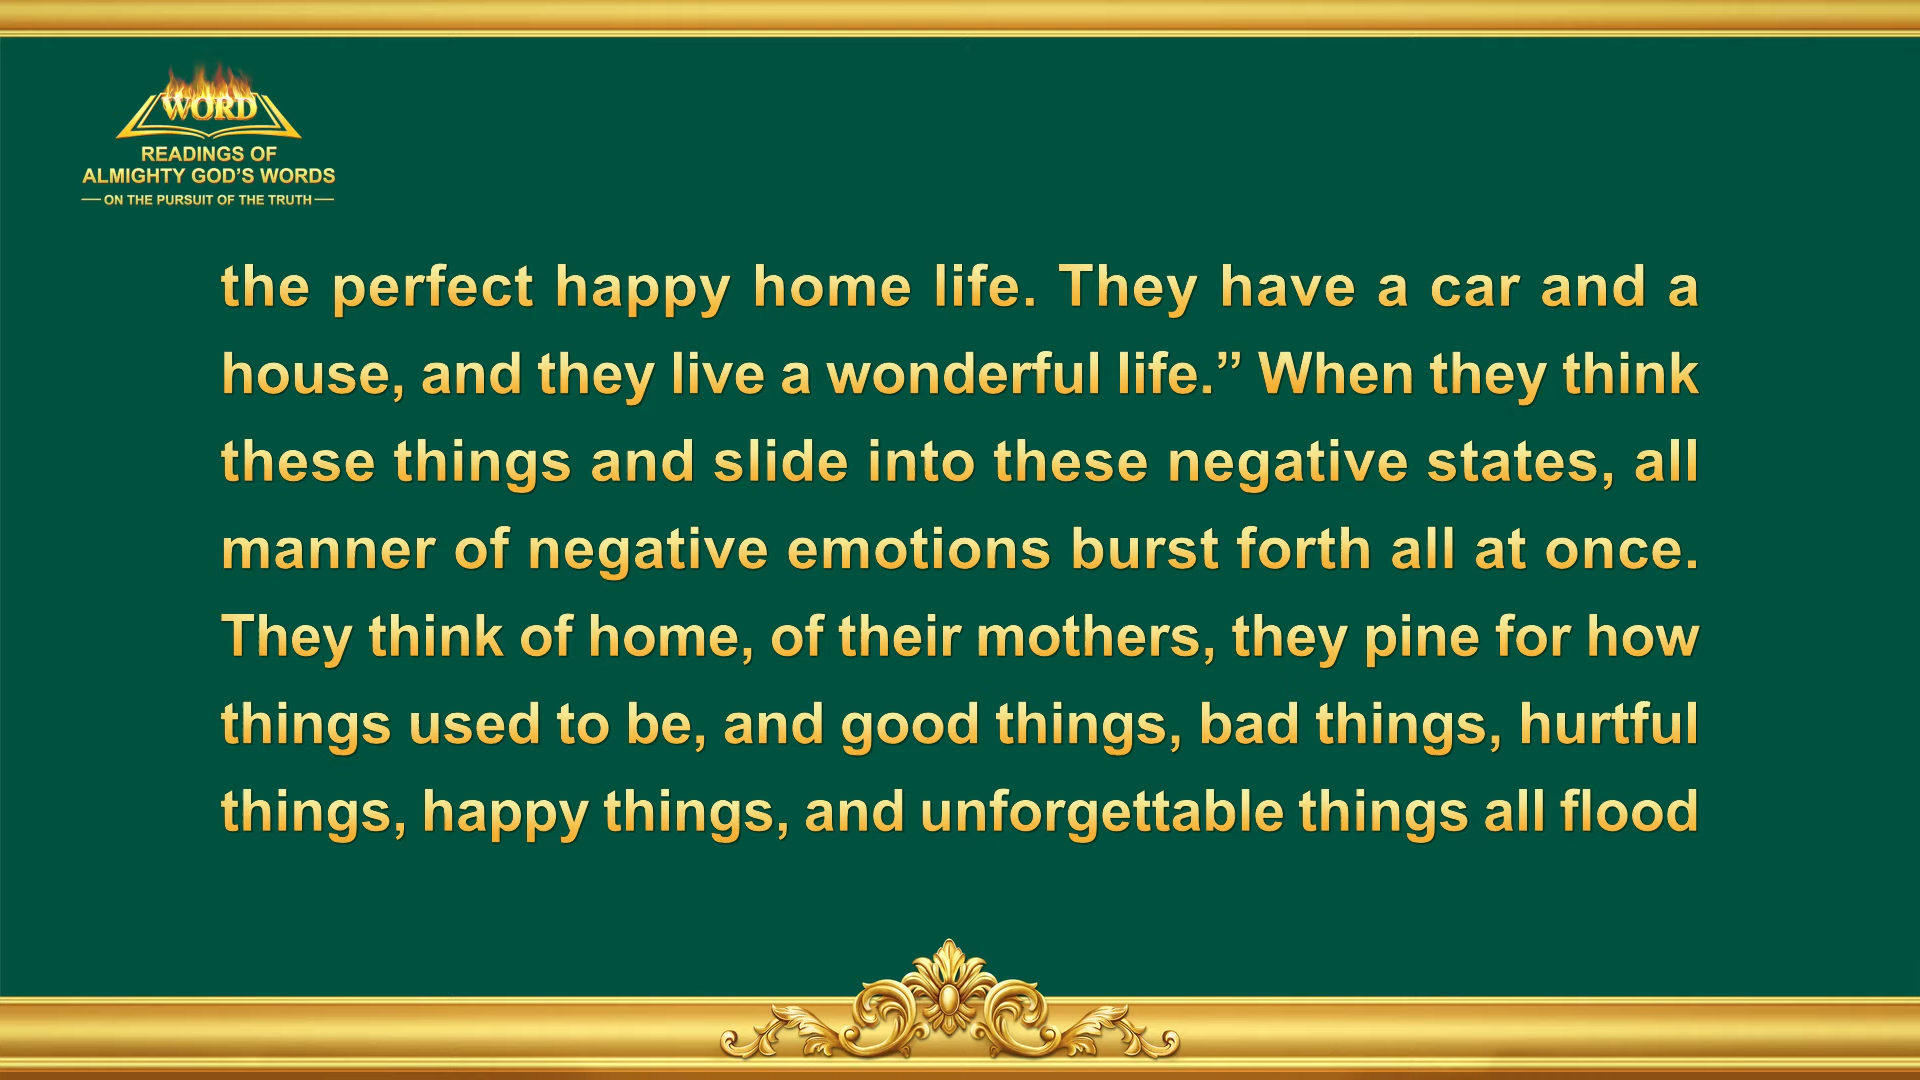 WORD
READINGS OF
ALMIGHTY GOD'S WORDS
— ON THE PURSUIT OF THE TRUTH —
the perfect happy home life. They have a car and a
house, and they live a wonderful life.” When they think
these things and slide into these negative states, all
manner of negative emotions burst forth all at once.
They think of home, of their mothers, they pine for how
things used to be, and good things, bad things, hurtful
things, happy things, and unforgettable things all flood